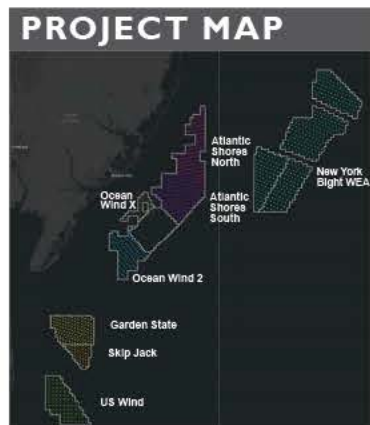 PROJECT MAP
Atlantic
Shores
North
New York
Bight WEA
Ocean
Wind X
Atlantic
Shores
South
Ocean Wind 2
Garden State
Skip Jack
US Wind